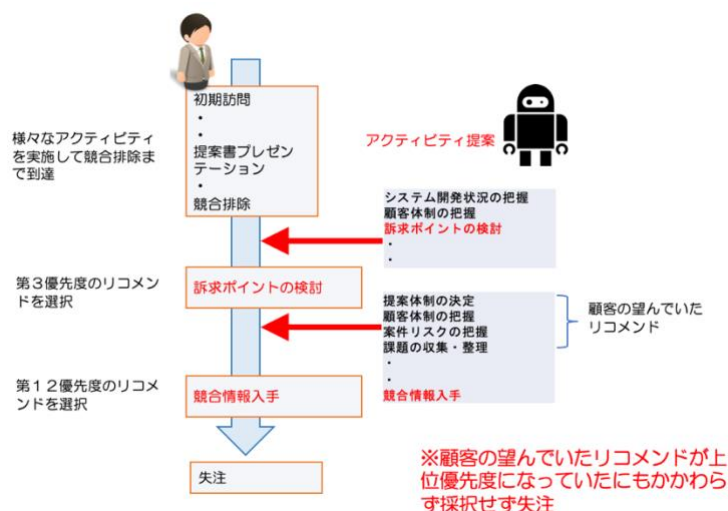 初期訪問
・
・
提案書プレゼン
テーション
・
競合排除
様々なアクティビティ
を実施して競合排除ま
で到達
アクティビティ提案
システム開発状況の把握
顧客体制の把握
訴求ポイントの検討
・
・
第３優先度のリコメン
ドを選択
訴求ポイントの検討
提案体制の決定
顧客体制の把握
案件リスクの把握
課題の収集・整理
・
・
競合情報入手
顧客の望んでいた
リコメンド
第１２優先度のリコメ
ンドを選択
競合情報入手
失注
※顧客の望んでいたリコメンドが上
位優先度になっていたにもかかわら
ず採択せず失注